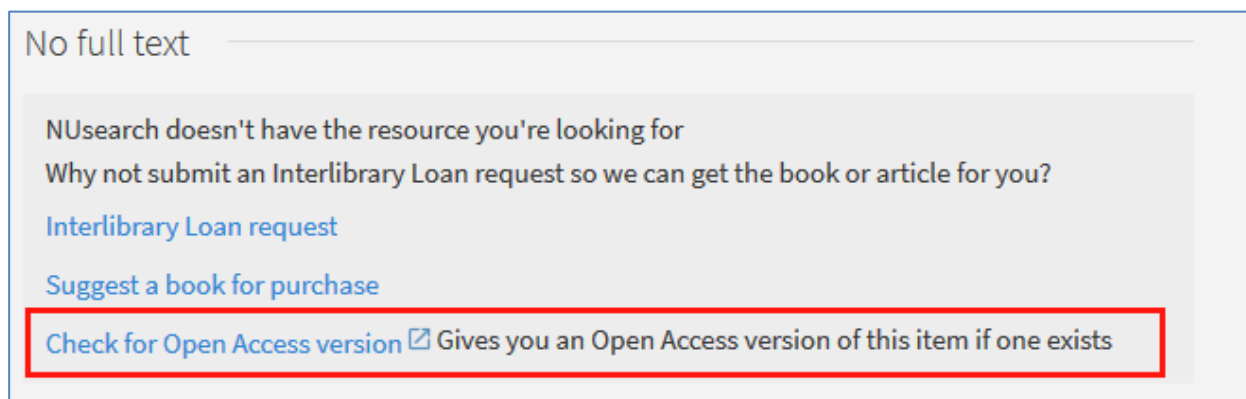 No full text
NUsearch doesn't have the resource you're looking for
Why not submit an Interlibrary Loan request so we can get the book or article for you?
Interlibrary Loan request
Suggest a book for purchase
Check for Open Access version Gives you an Open Access version of this item if one exists